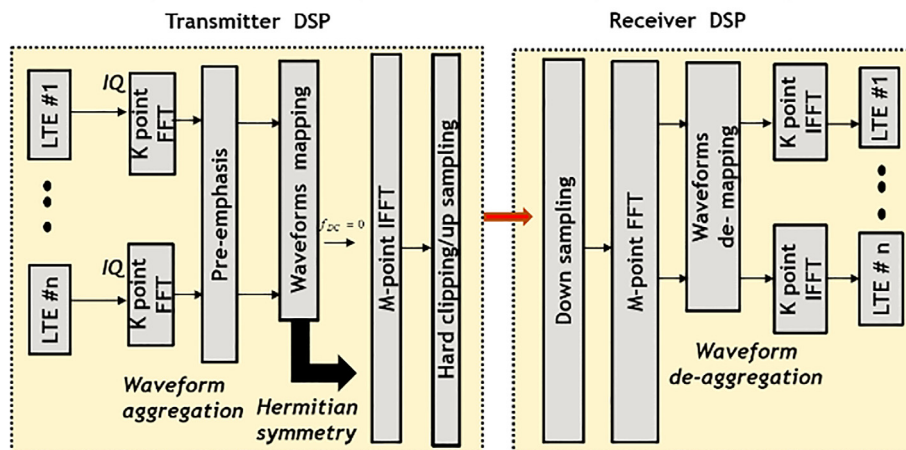 Transmitter DSP
Receiver DSP
LTE #1
IQ
K point
FFT
LTE #n
IQ
K point
FFT
Pre-emphasis
Waveforms mapping
f_DC = 0
M-point IFFT
Hard clipping/up sampling
Waveform
aggregation
Hermitian
symmetry
Down sampling
M-point FFT
Waveforms
de- mapping
K point
IFFT
LTE #1
K point
IFFT
LTE # n
Waveform
de-aggregation